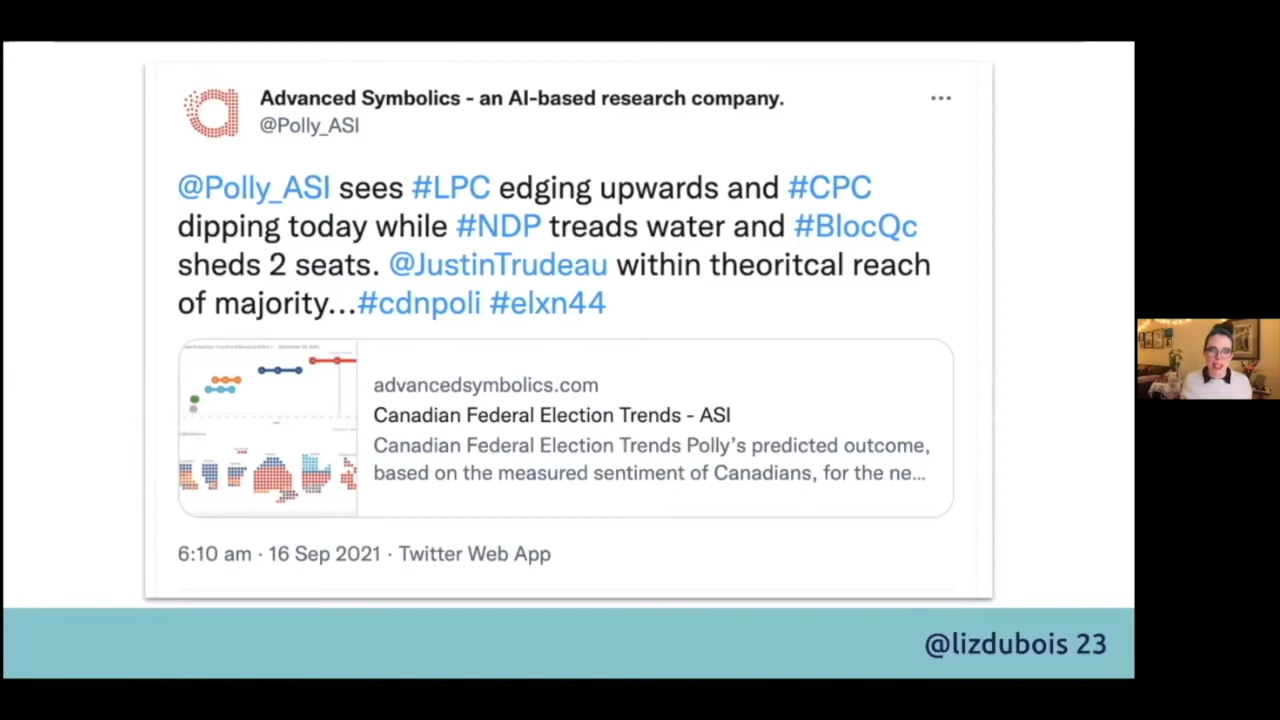 Advanced Symbolics - an AI-based research company.
@Polly_ASI
@Polly_ASI sees #LPC edging upwards and #CPC
dipping today while #NDP treads water and #BlocQc
sheds 2 seats. @JustinTrudeau within theoritcal reach
of majority...#cdnpoli #elxn44
advancedsymbolics.com
Canadian Federal Election Trends - ASI
Canadian Federal Election Trends Polly's predicted outcome,
based on the measured sentiment of Canadians, for the ne...
6:10 am · 16 Sep 2021 · Twitter Web App
@lizdubois 23